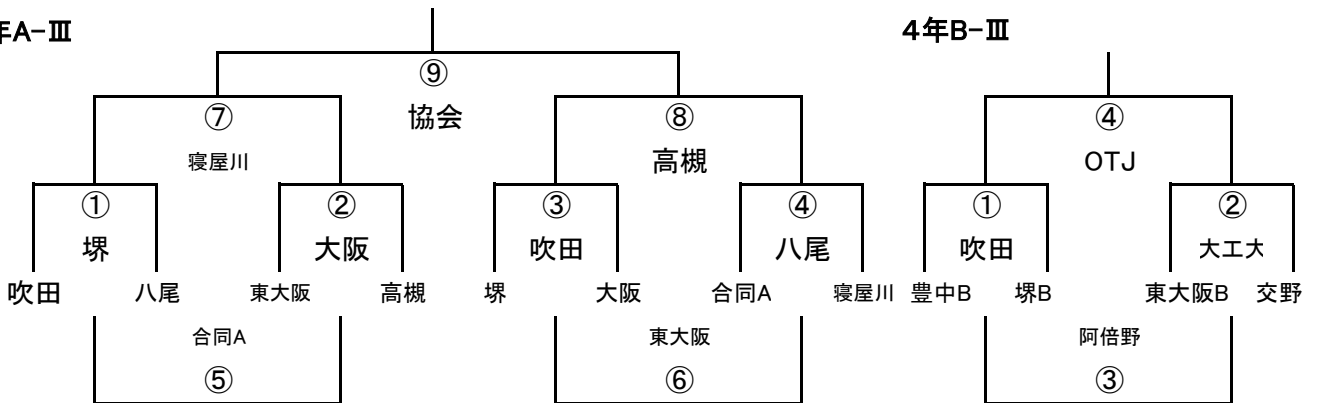 年A-Ⅲ
4年B-Ⅲ
⑨
協会
⑦ ⑧ ④
寝屋川 高槻 OTJ
① ② ③ ④ ① ②
堺 大阪 吹田 八尾 吹田 大工大
吹田 八尾 東大阪 高槻 堺 大阪 合同A 寝屋川 豊中B 堺B 東大阪B 交野
合同A 東大阪 阿倍野
⑤ ⑥ ③